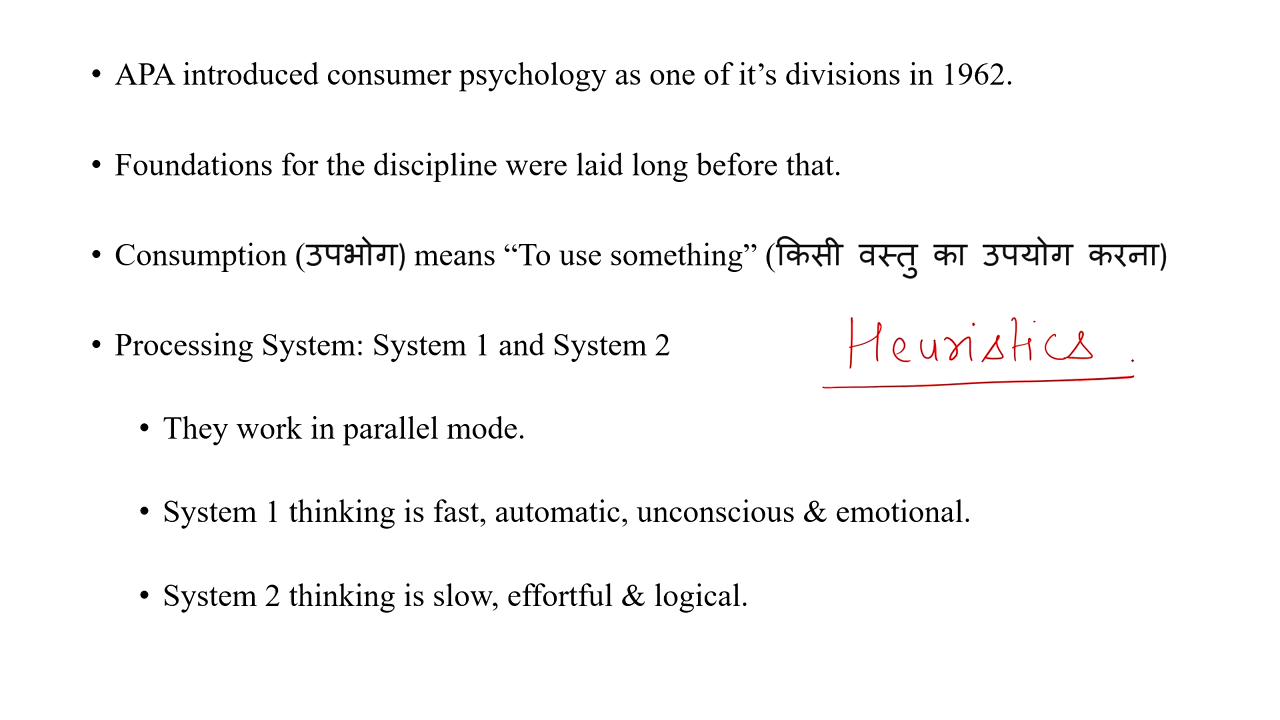 • APA introduced consumer psychology as one of it’s divisions in 1962.
• Foundations for the discipline were laid long before that.
• Consumption (उपभोग) means “To use something” (किसी वस्तु का उपयोग करना)
• Processing System: System 1 and System 2
Heuristics.
• They work in parallel mode.
• System 1 thinking is fast, automatic, unconscious & emotional.
• System 2 thinking is slow, effortful & logical.